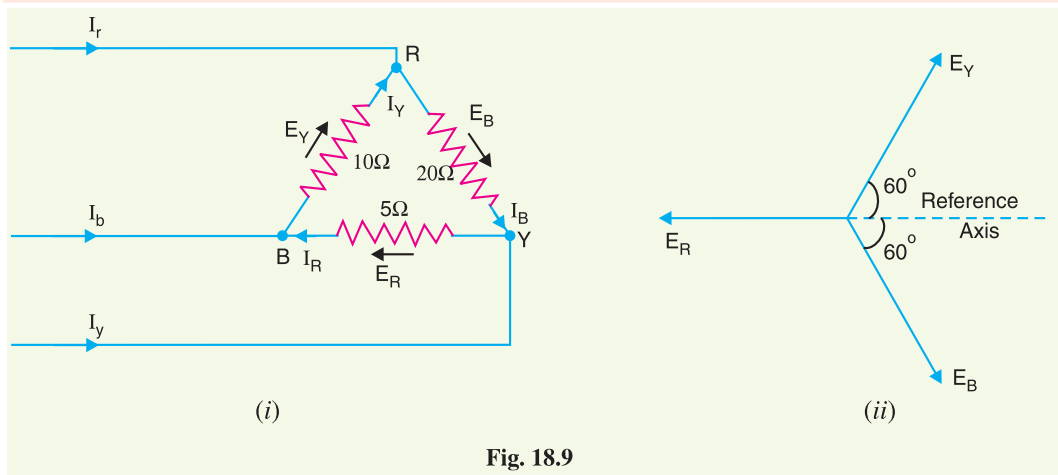 I_r
R
I_Y
E_B
E_Y
10Ω
20Ω
5Ω
I_b
I_B
B
I_R
Y
E_R
I_y
(i)
E_Y
60°
Reference
Axis
E_R
60°
E_B
(ii)
Fig. 18.9